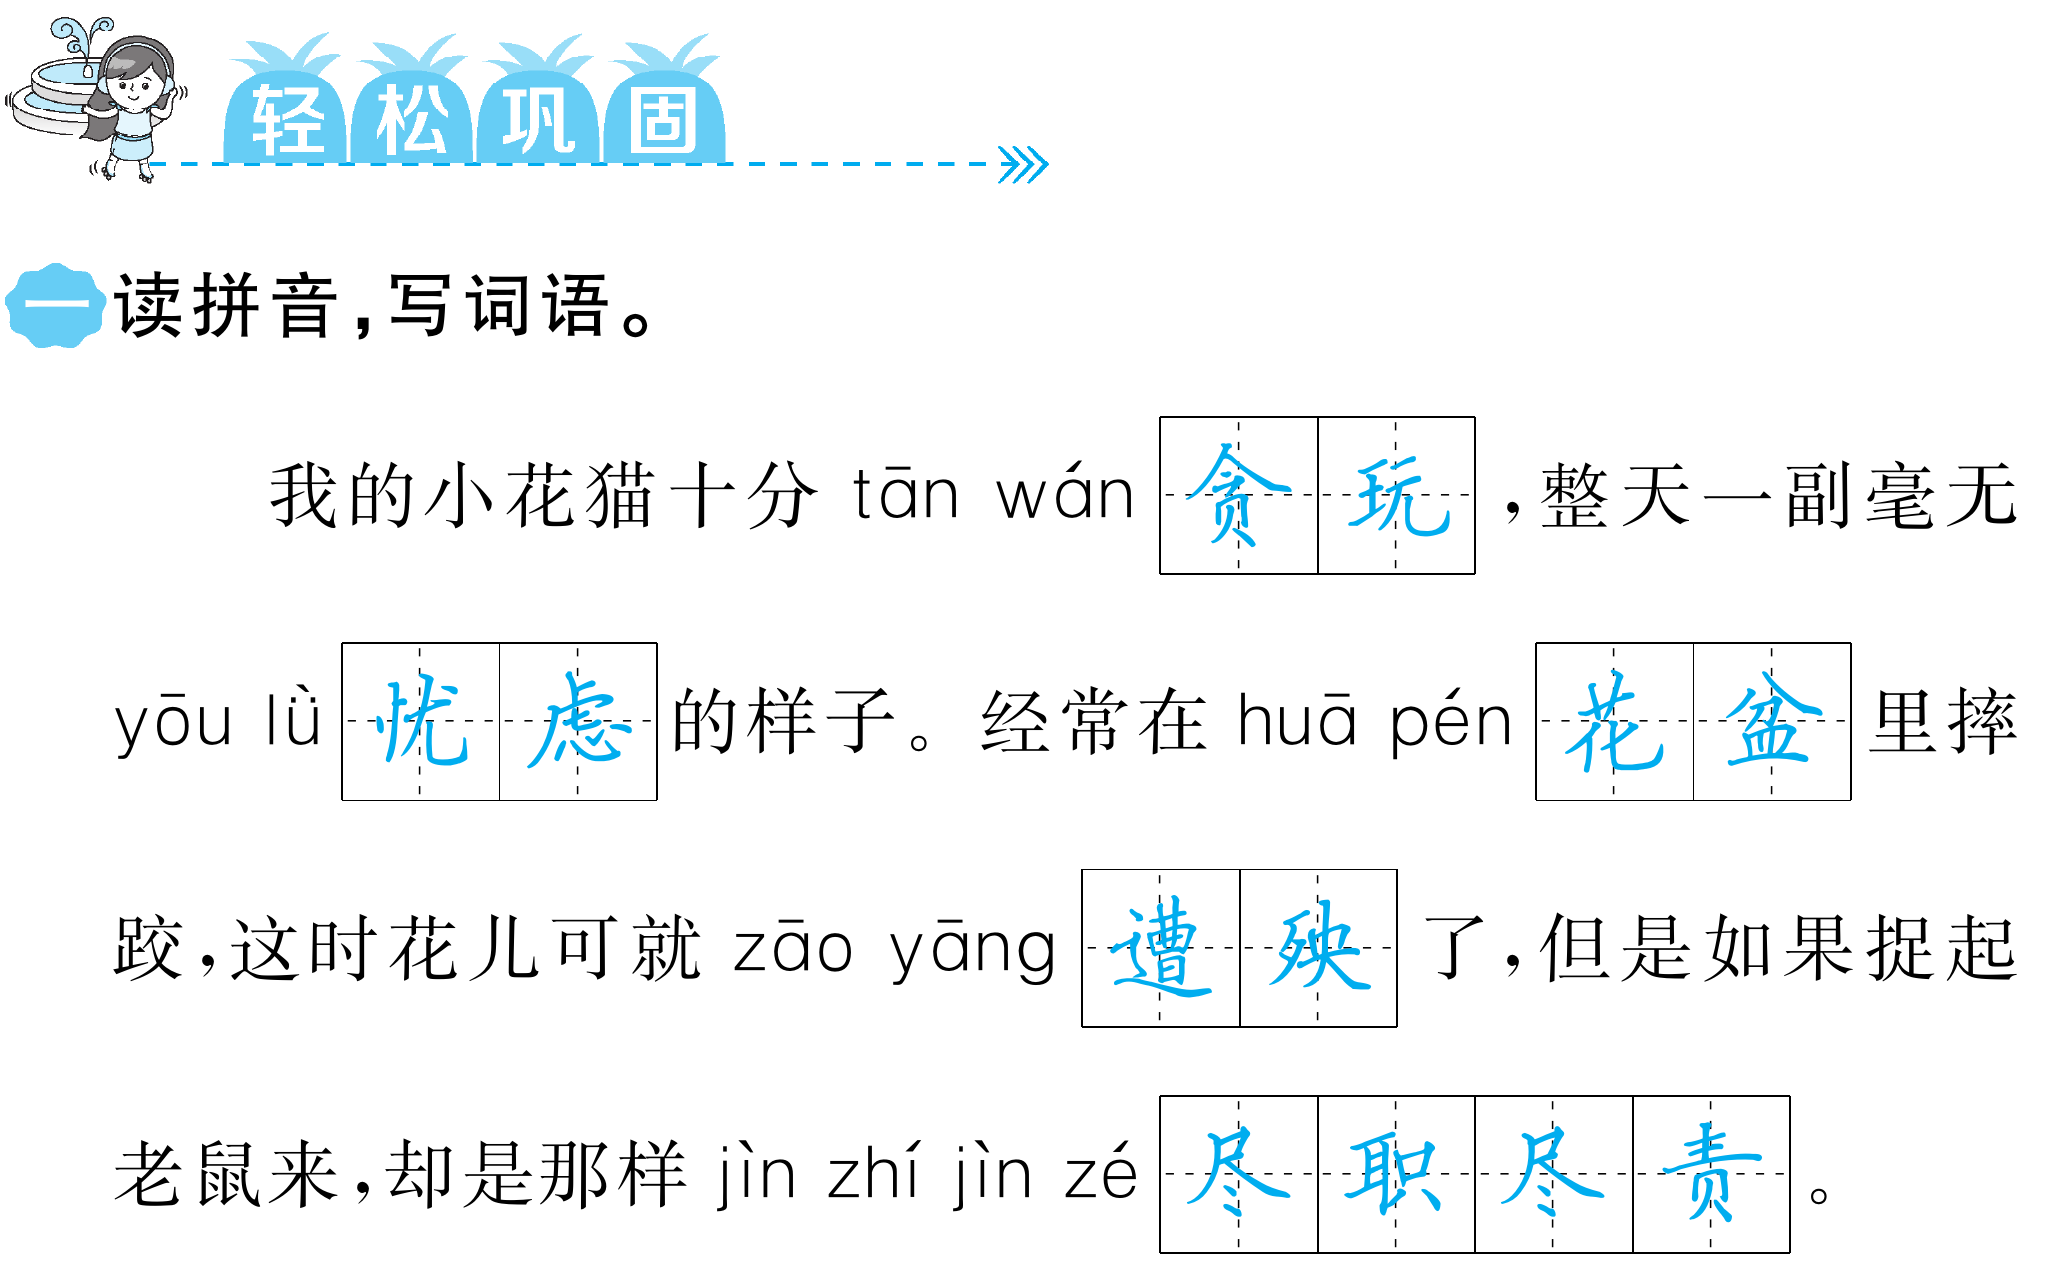 轻松巩固
一 读拼音,写词语。
我的小花猫十分 tān wán 贪玩,整天一副毫无
yōu lǜ 忧虑的样子。经常在 huā pén 花盆里摔
跤,这时花儿可就 zāo yāng 遭殃了,但是如果捉起
老鼠来,却是那样 jìn zhí jìn zé 尽职尽责。